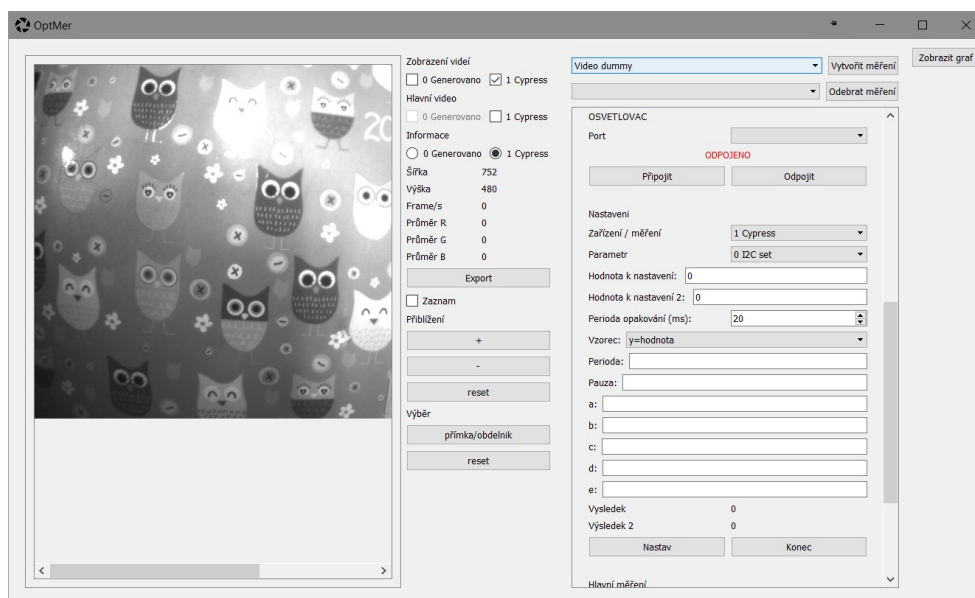 OptMer
20
Zobrazení videí
0 Generovano 1 Cypress
Hlavní video
0 Generovano 1 Cypress
Informace
0 Generovano 1 Cypress
Šířka 752
Výška 480
Frame/s 0
Průměr R 0
Průměr G 0
Průměr B 0
Export
Zaznam
Přiblížení
+
-
reset
Výběr
přímka/obdelnik
reset
Video dummy
Vytvořit měření
Odebrat měření
OSVETLOVAC
Port
ODPOJENO
Připojit Odpojit
Nastaveni
Zařízení / měření 1 Cypress
Parametr 0 I2C set
Hodnota k nastavení: 0
Hodnota k nastavení 2: 0
Perioda opakování (ms): 20
Vzorec: y=hodnota
Perioda:
Pauza:
a:
b:
c:
d:
e:
Vysledek 0
Výsledek 2 0
Nastav Konec
Hlavní měření
Zobrazit graf